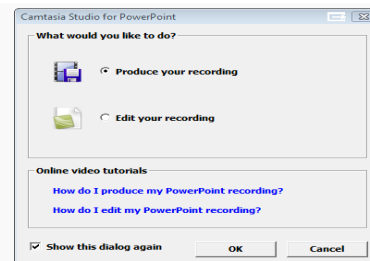 Camtasia Studio for PowerPoint
What would you like to do?
Produce your recording
Edit your recording
Online video tutorials
How do I produce my PowerPoint recording?
How do I edit my PowerPoint recording?
Show this dialog again
OK
Cancel